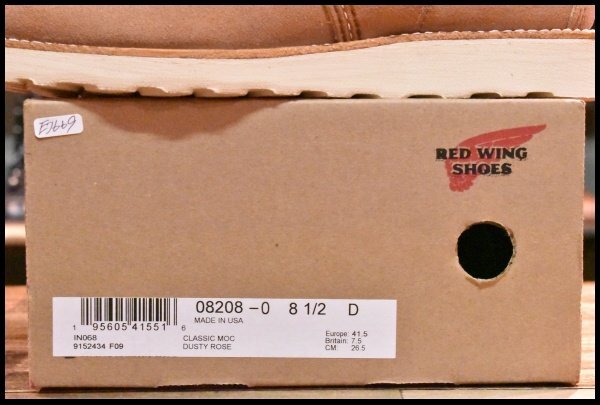 E7669
RED WING
SHOES
08208 -0 8 1/2 D
MADE IN USA
1 95605 41551 6
IN068 CLASSIC MOC Europe: 41.5
9152434 F09 DUSTY ROSE Britain: 7.5
CM: 26.5